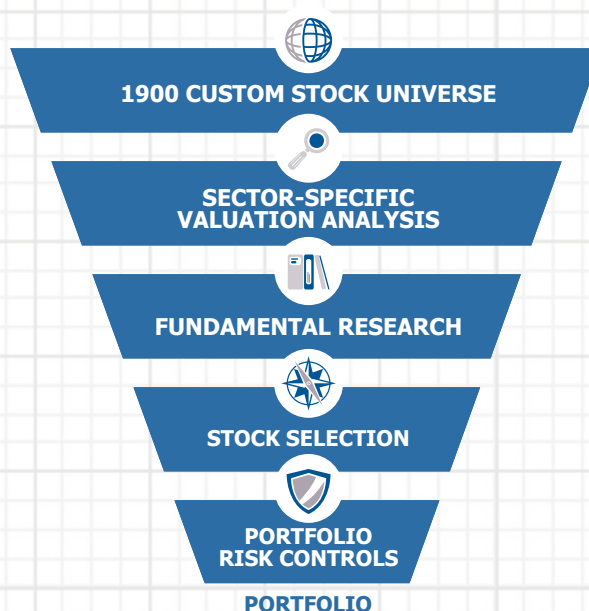 1900 CUSTOM STOCK UNIVERSE
SECTOR-SPECIFIC
VALUATION ANALYSIS
FUNDAMENTAL RESEARCH
STOCK SELECTION
PORTFOLIO
RISK CONTROLS
PORTFOLIO